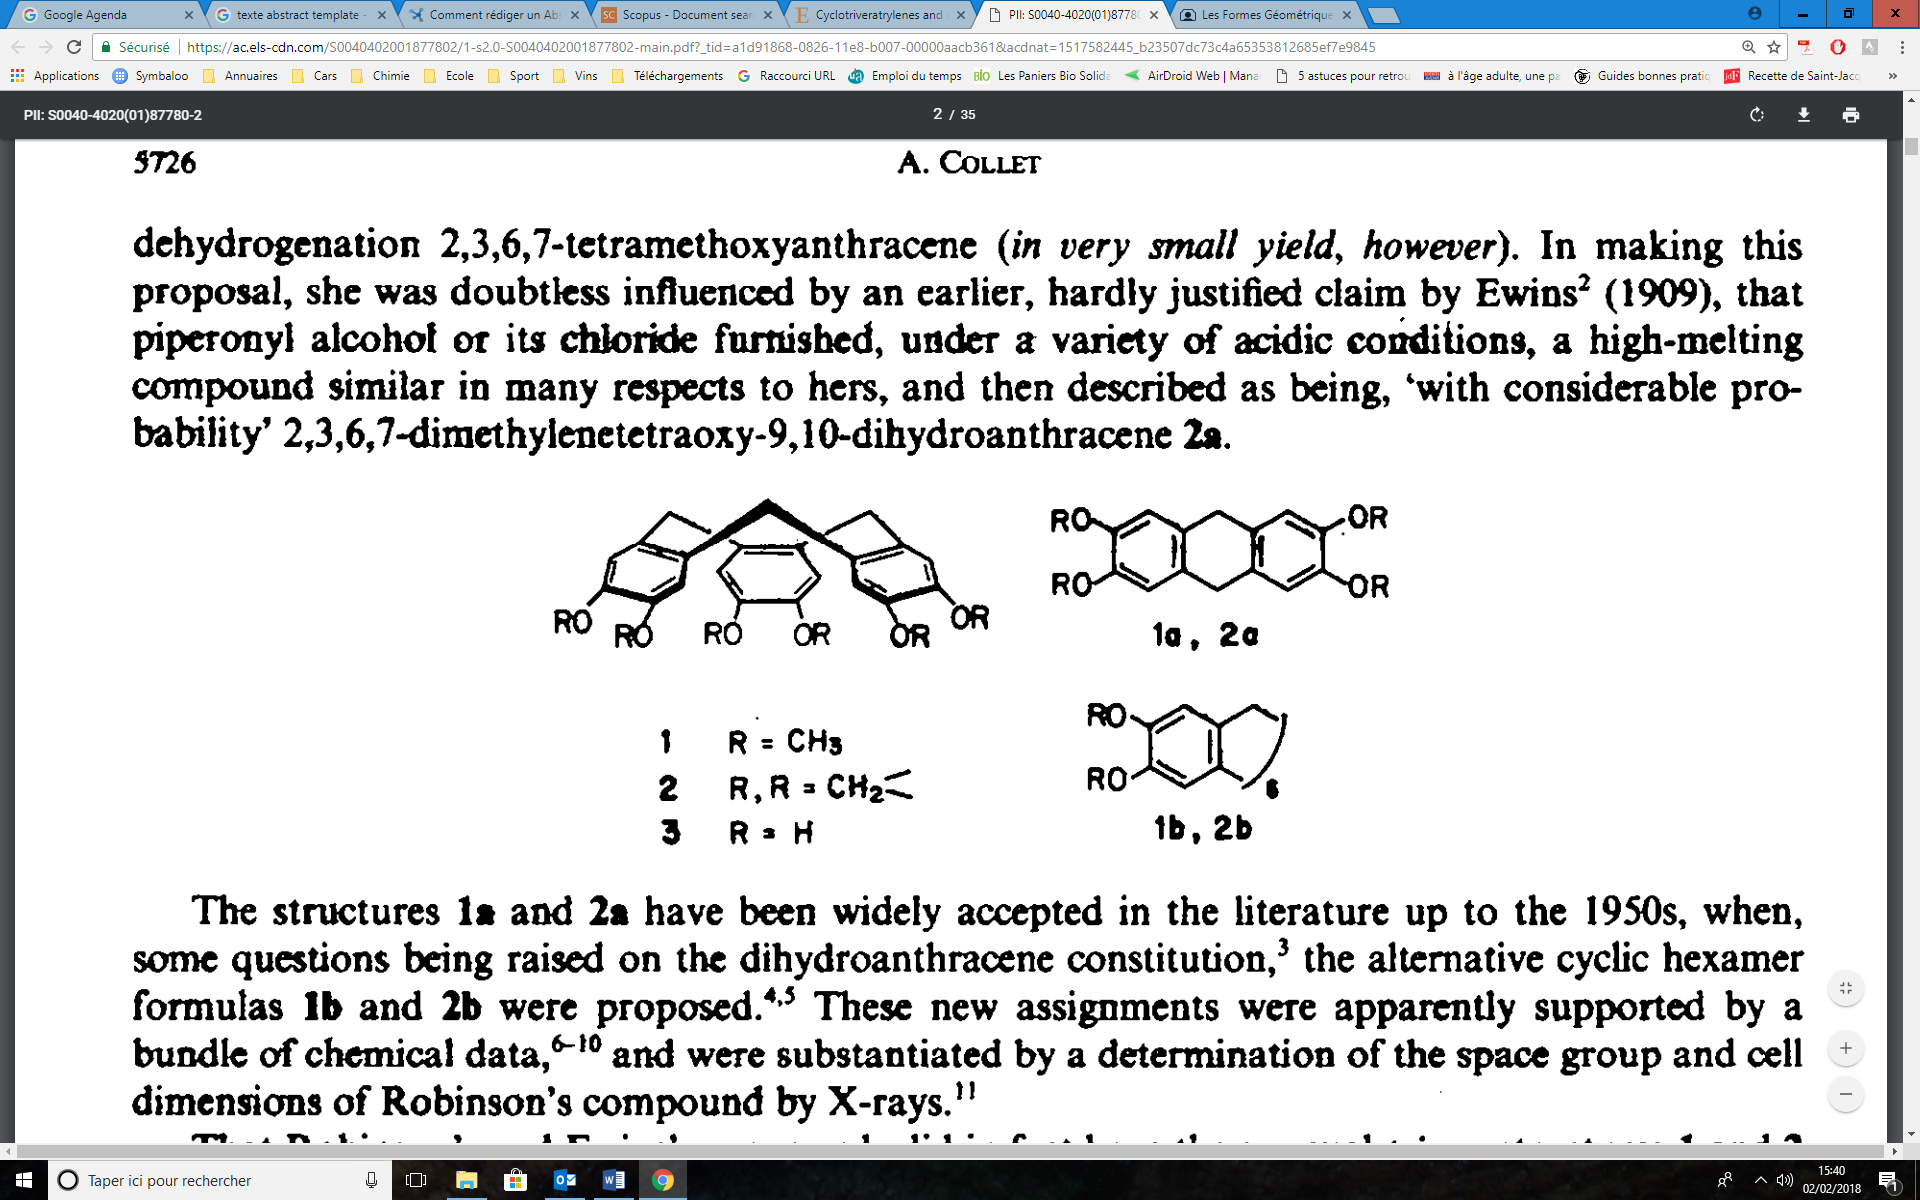 Google Agenda
texte abstract template -
Comment rédiger un Abs
Scopus - Document sear
Cyclotriveratrylenes and
PII: S0040-4020(01)8778
Les Formes Géométrique
Sécurisé
https://ac.els-cdn.com/S0040402001877802/1-s2.0-S0040402001877802-main.pdf?_tid=a1d91868-0826-11e8-b007-00000aacb361&acdnat=1517582445_b23507dc73c4a65353812685ef7e9845
Applications
Symbaloo
Annuaires
Cars
Chimie
Ecole
Sport
Vins
Téléchargements
Raccourci URL
Emploi du temps
Les Paniers Bio Solida
AirDroid Web | Mana
5 astuces pour retrou
à l'âge adulte, une pa
Guides bonnes pratiq
Recette de Saint-Jacq
»
PII: S0040-4020(01)87780-2
2 / 35
5726
A. COLLET
dehydrogenation 2,3,6,7-tetramethoxyanthracene (in very small yield, however). In making this
proposal, she was doubtless influenced by an earlier, hardly justified claim by Ewins² (1909), that
piperonyl alcohol or its chloride furnished, under a variety of acidic conditions, a high-melting
compound similar in many respects to hers, and then described as being, ‘with considerable pro-
bability’ 2,3,6,7-dimethylenetetraoxy-9,10-dihydroanthracene 2a.
RO
RO
RO
OR
OR
OR
RO
OR
RO
OR
1a, 2a
1 R = CH3
2 R,R = CH2<
3 R = H
RO
RO
6
1b, 2b
The structures 1a and 2a have been widely accepted in the literature up to the 1950s, when,
some questions being raised on the dihydroanthracene constitution,³ the alternative cyclic hexamer
formulas 1b and 2b were proposed.⁴,⁵ These new assignments were apparently supported by a
bundle of chemical data,⁶⁻¹⁰ and were substantiated by a determination of the space group and cell
dimensions of Robinson's compound by X-rays.¹¹
Taper ici pour rechercher
15:40
02/02/2018
1